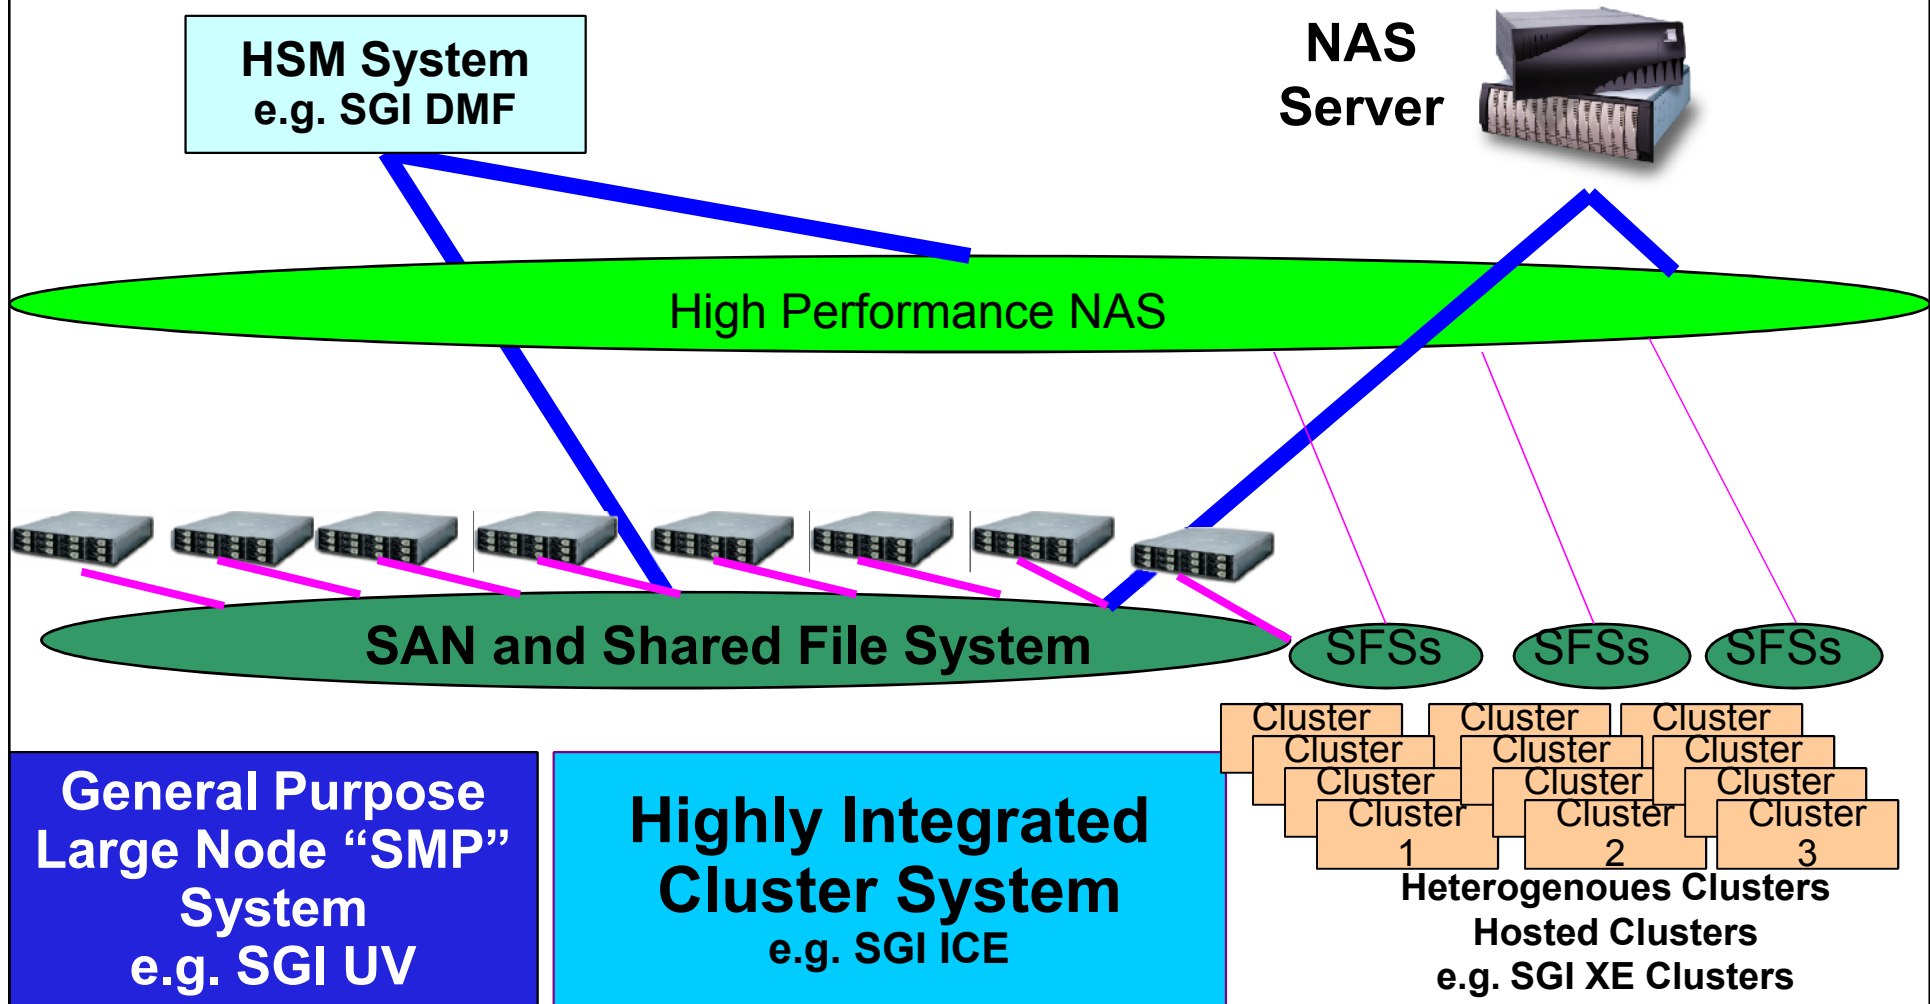 HSM System
e.g. SGI DMF
NAS
Server
High Performance NAS
SAN and Shared File System
SFSs
SFSs
SFSs
Cluster
Cluster
Cluster
Cluster
1
Cluster
Cluster
Cluster
Cluster
2
Cluster
Cluster
Cluster
Cluster
3
General Purpose
Large Node “SMP”
System
e.g. SGI UV
Highly Integrated
Cluster System
e.g. SGI ICE
Heterogenoues Clusters
Hosted Clusters
e.g. SGI XE Clusters